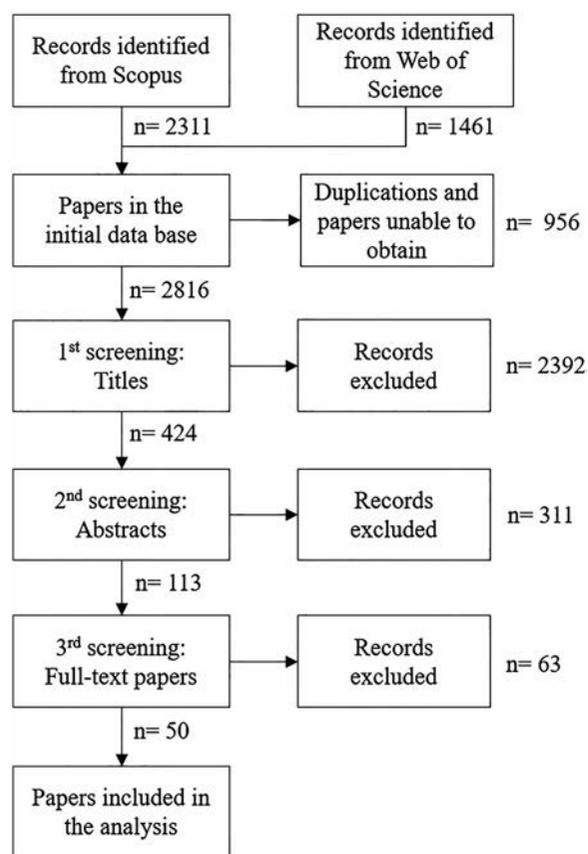 Records identified
from Scopus
Records identified
from Web of
Science
n= 2311
n= 1461
Papers in the
initial data base
Duplications and
papers unable to
obtain
n= 956
n= 2816
1st screening:
Titles
Records
excluded
n= 2392
n= 424
2nd screening:
Abstracts
Records
excluded
n= 311
n= 113
3rd screening:
Full-text papers
Records
excluded
n= 63
n= 50
Papers included in
the analysis